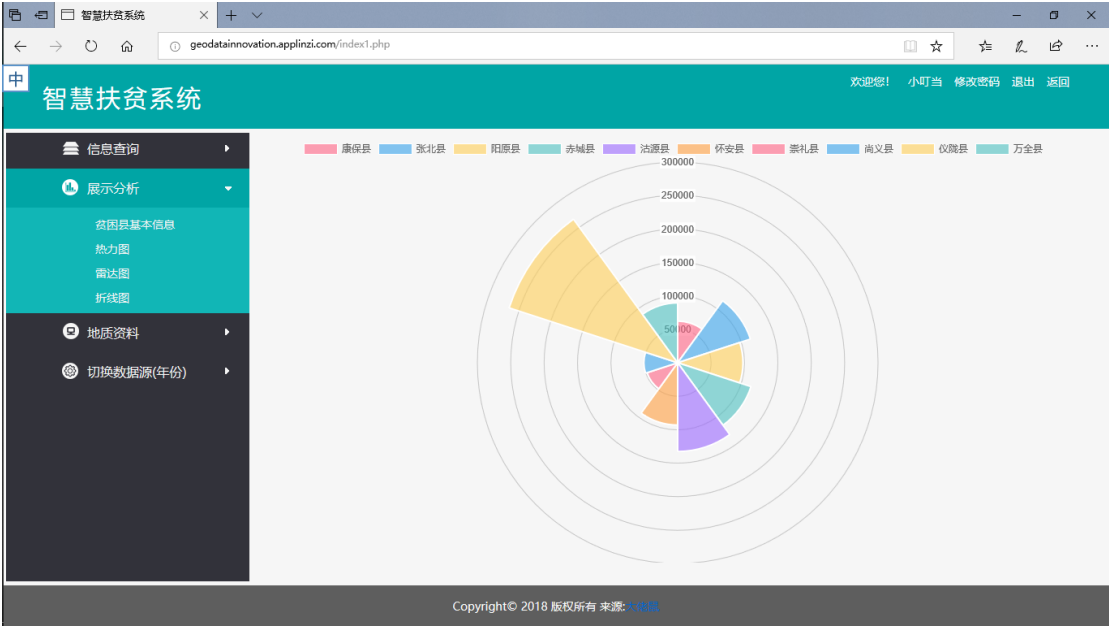 智慧扶贫系统
geodatainnovation.applinzi.com/index1.php
中
智慧扶贫系统
欢迎您! 小叮当 修改密码 退出 返回
信息查询
展示分析
贫困县基本信息
热力图
雷达图
折线图
地质资料
切换数据源(年份)
康保县 张北县 阳原县 赤城县 沽源县 怀安县 崇礼县 尚义县 仪陇县 万全县
300000
250000
200000
150000
100000
50000
Copyright© 2018 版权所有 来源: